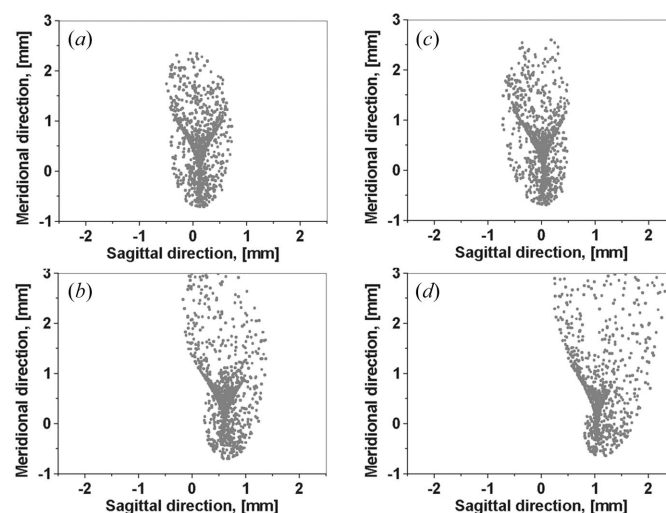 (a)
3
2
1
0
-1
Meridional direction, [mm]
-2 -1 0 1 2
Sagittal direction, [mm]
(c)
3
2
1
0
-1
Meridional direction, [mm]
-2 -1 0 1 2
Sagittal direction, [mm]
(b)
3
2
1
0
-1
Meridional direction, [mm]
-2 -1 0 1 2
Sagittal direction, [mm]
(d)
3
2
1
0
-1
Meridional direction, [mm]
-2 -1 0 1 2
Sagittal direction, [mm]